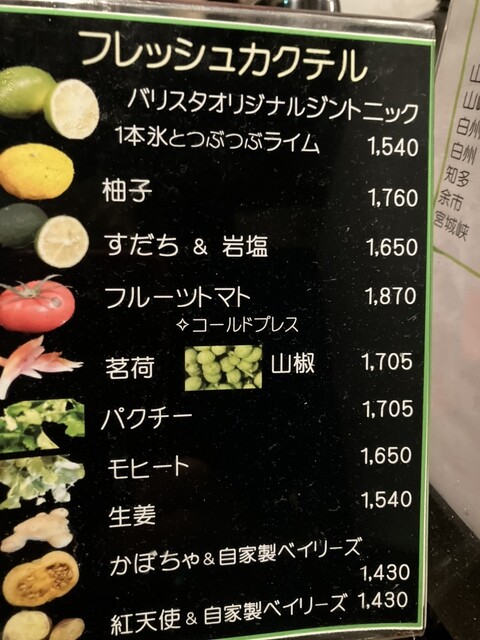 フレッシュカクテル
バリスタオリジナルジントニック
1本氷とつぶつぶライム 1,540
柚子 1,760
すだち & 岩塩 1,650
フルーツトマト 1,870
✧コールドプレス
茗荷 山椒 1,705
パクチー 1,705
モヒート 1,650
生姜 1,540
かぼちゃ&自家製ベイリーズ
1,430
紅天使&自家製ベイリーズ 1,430
白州
白州
知多
余市
宮城峡